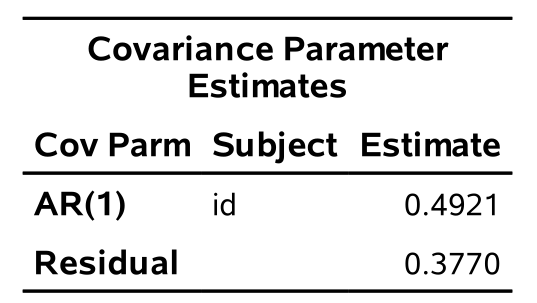 Covariance Parameter
Estimates
Cov Parm Subject Estimate
AR(1) id 0.4921
Residual 0.3770